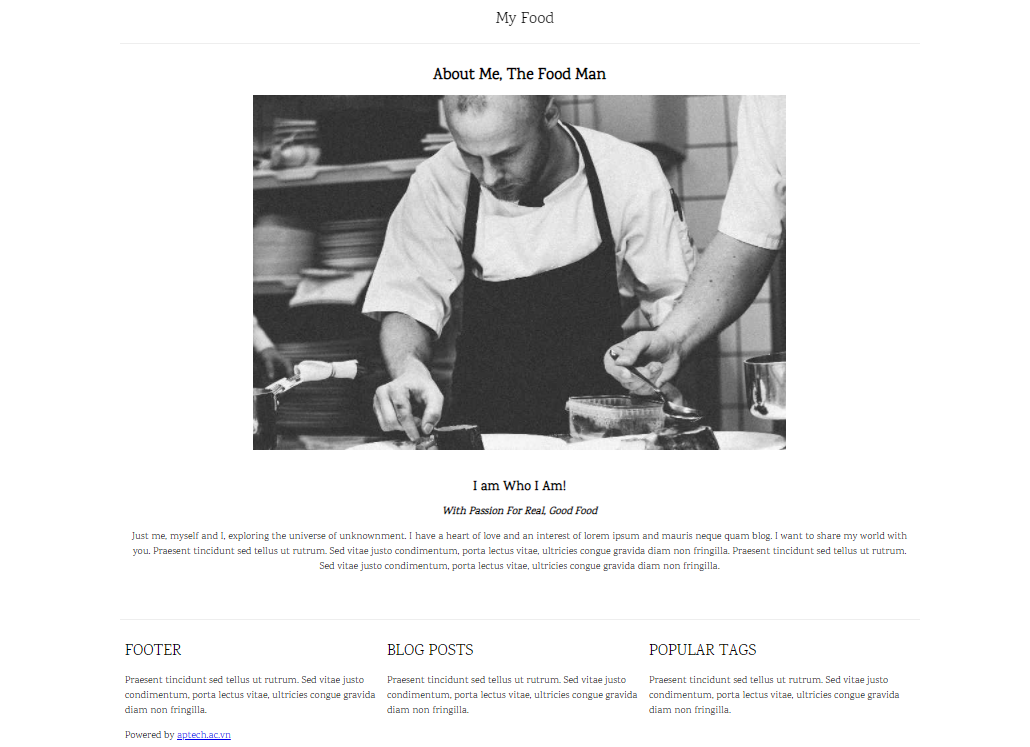 My Food
About Me, The Food Man
I am Who I Am!
With Passion For Real, Good Food
Just me, myself and I, exploring the universe of unknownment. I have a heart of love and an interest of lorem ipsum and mauris neque quam blog. I want to share my world with
you. Praesent tincidunt sed tellus ut rutrum. Sed vitae justo condimentum, porta lectus vitae, ultricies congue gravida diam non fringilla. Praesent tincidunt sed tellus ut rutrum.
Sed vitae justo condimentum, porta lectus vitae, ultricies congue gravida diam non fringilla.
FOOTER
Praesent tincidunt sed tellus ut rutrum. Sed vitae justo
condimentum, porta lectus vitae, ultricies congue gravida
diam non fringilla.
Powered by aptech.ac.vn
BLOG POSTS
Praesent tincidunt sed tellus ut rutrum. Sed vitae justo
condimentum, porta lectus vitae, ultricies congue gravida
diam non fringilla.
POPULAR TAGS
Praesent tincidunt sed tellus ut rutrum. Sed vitae justo
condimentum, porta lectus vitae, ultricies congue gravida
diam non fringilla.